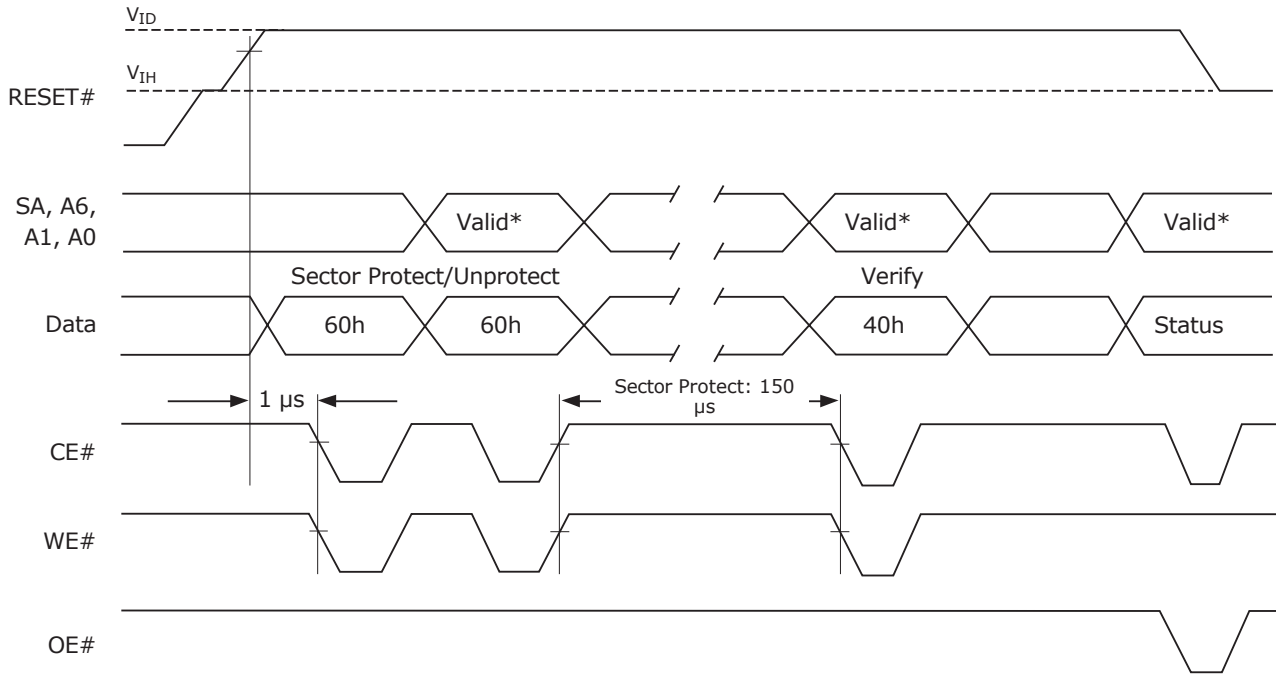 VID
VIH
RESET#
SA, A6,
A1, A0
Valid* Valid* Valid*
Sector Protect/Unprotect Verify
Data 60h 60h 40h Status
1 µs Sector Protect: 150
µs
CE#
WE#
OE#